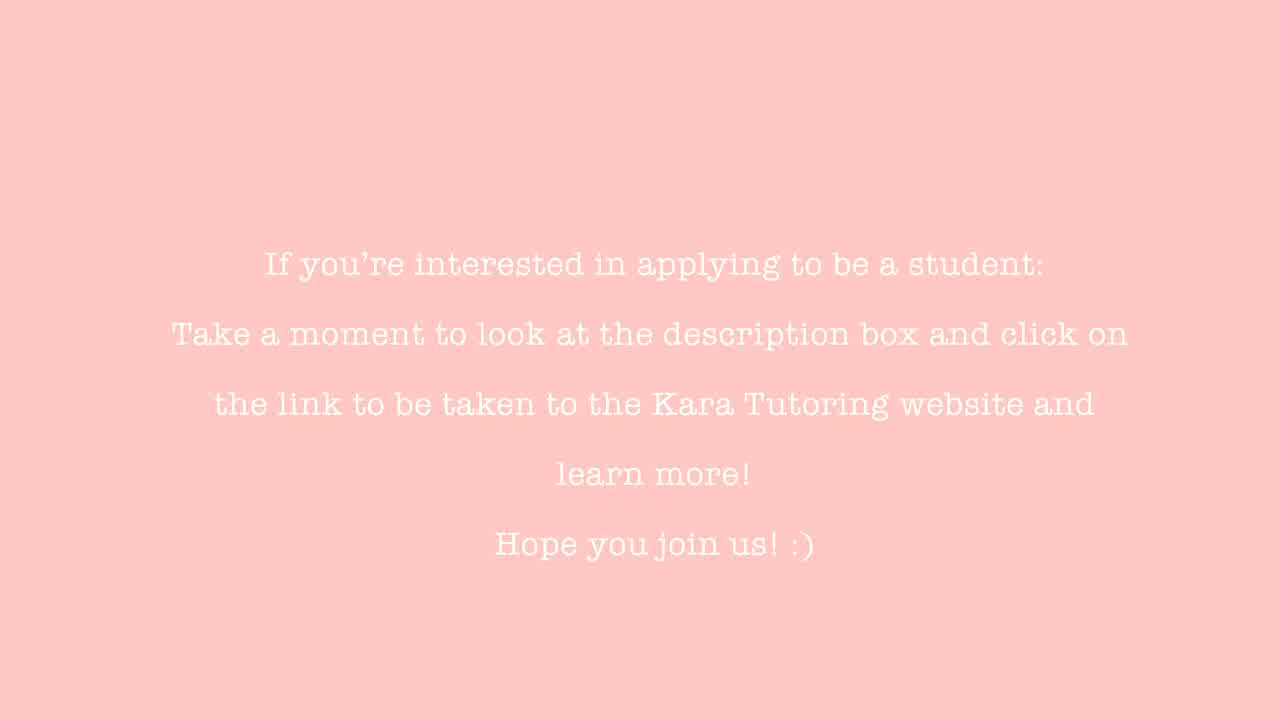 If you’re interested in applying to be a student:
Take a moment to look at the description box and click on
the link to be taken to the Kara Tutoring website and
learn more!
Hope you join us! :)